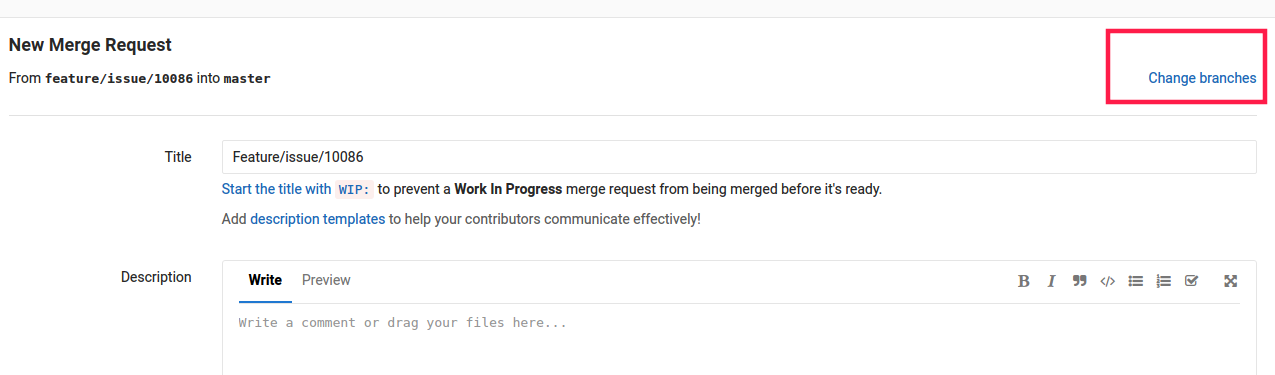 New Merge Request
From feature/issue/10086 into master
Change branches
Title
Feature/issue/10086
Start the title with WIP: to prevent a Work In Progress merge request from being merged before it's ready.
Add description templates to help your contributors communicate effectively!
Description
Write Preview
Write a comment or drag your files here...